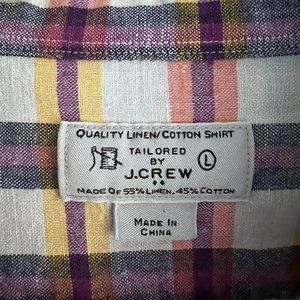 QUALITY LINEN/COTTON SHIRT
TAILORED
BY
J.CREW
L
MADE OF 55% LINEN, 45% COTTON
MADE IN
CHINA